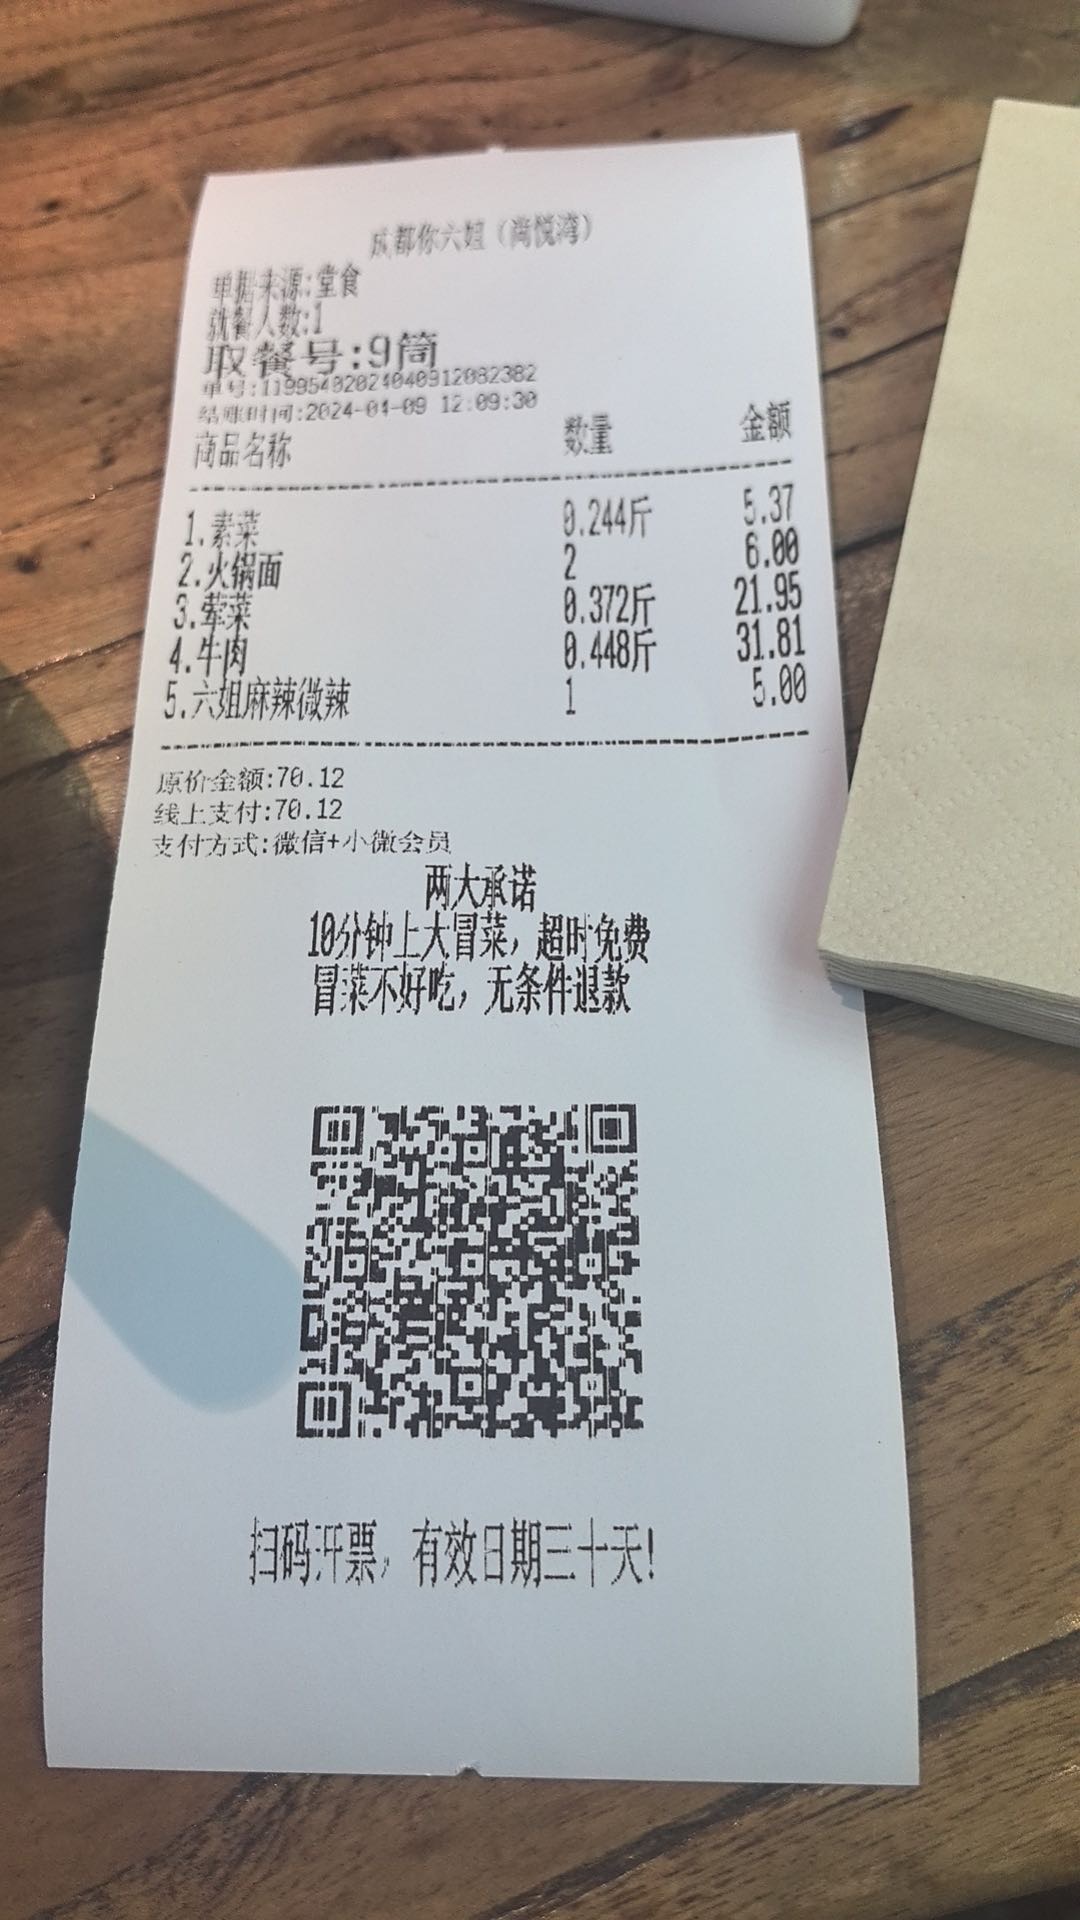 成都你六姐（尚悦湾）
单据来源:堂食
就餐人数:1
取餐号:9筒
单号:11995402024040912082382
结账时间:2024-04-09 12:09:30
商品名称 数量 金额
1.素菜 0.244斤 5.37
2.火锅面 2 6.00
3.荤菜 0.372斤 21.95
4.牛肉 0.448斤 31.81
5.六姐麻辣微辣 1 5.00
原价金额:70.12
线上支付:70.12
支付方式:微信+小微会员
两大承诺
10分钟上大冒菜，超时免费
冒菜不好吃，无条件退款
扫码开票，有效日期三十天!